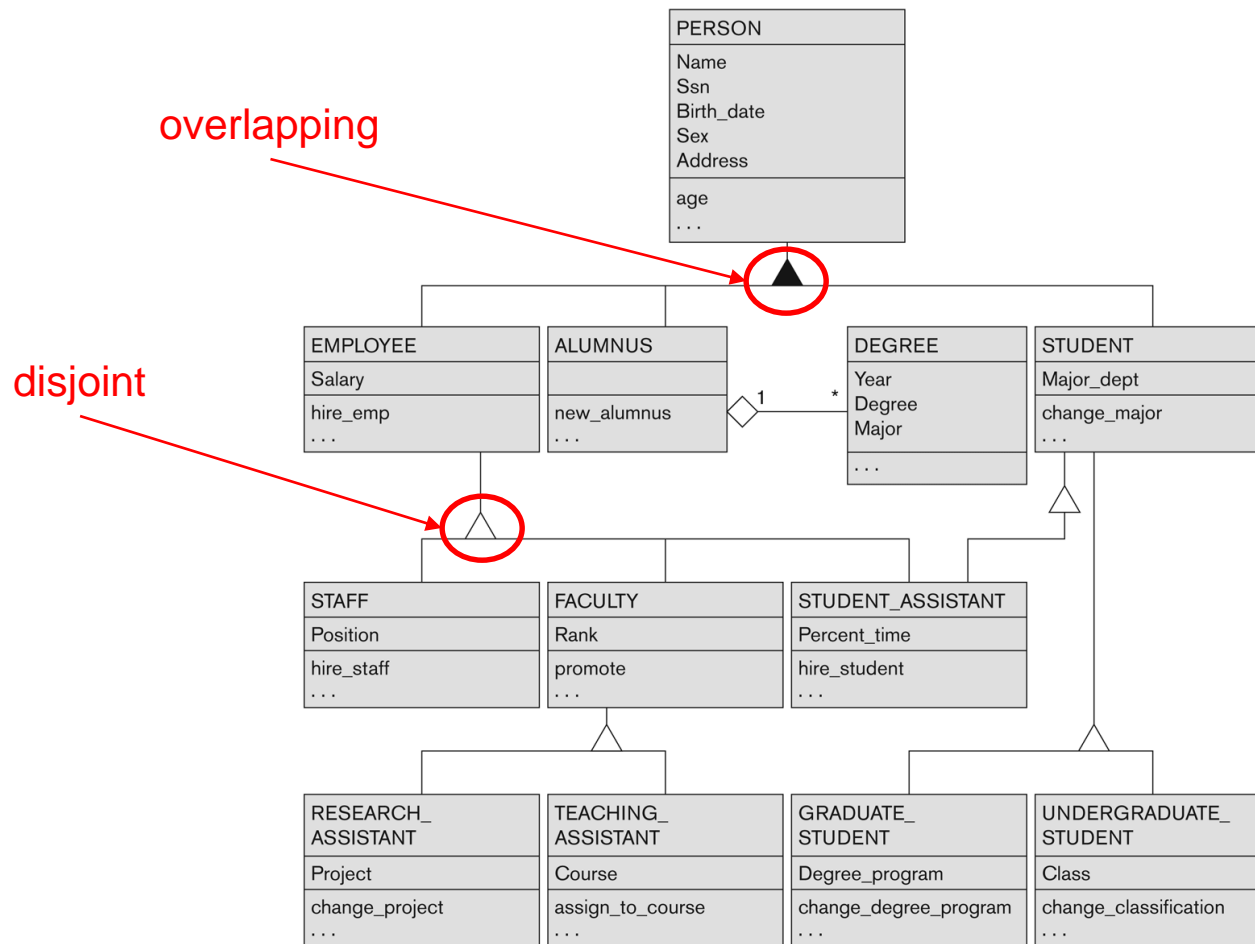 PERSON
Name
Ssn
Birth_date
Sex
Address
age
. . .
overlapping
EMPLOYEE
Salary
hire_emp
. . .
ALUMNUS
new_alumnus
. . .
1
*
DEGREE
Year
Degree
Major
. . .
STUDENT
Major_dept
change_major
. . .
disjoint
STAFF
Position
hire_staff
. . .
FACULTY
Rank
promote
. . .
STUDENT_ASSISTANT
Percent_time
hire_student
. . .
RESEARCH_
ASSISTANT
Project
change_project
. . .
TEACHING_
ASSISTANT
Course
assign_to_course
. . .
GRADUATE_
STUDENT
Degree_program
change_degree_program
. . .
UNDERGRADUATE_
STUDENT
Class
change_classification
. . .